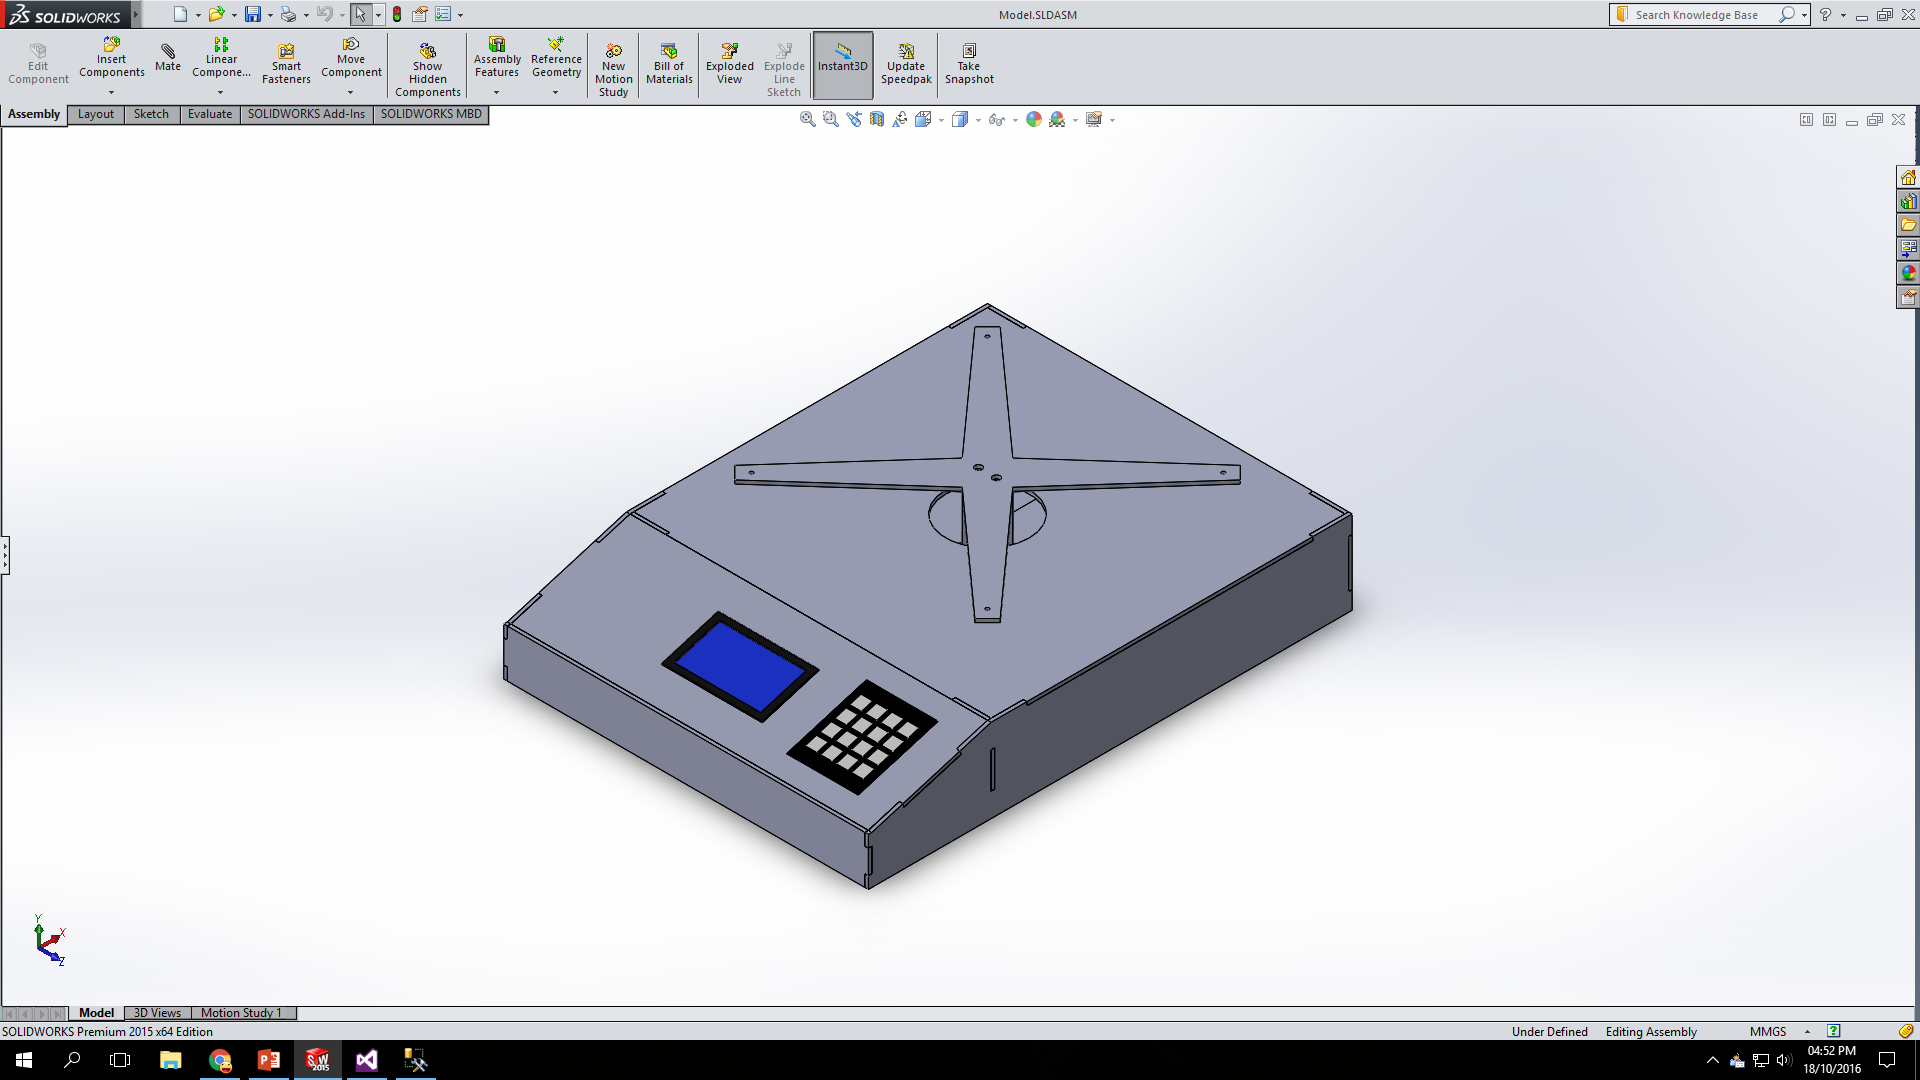 SOLIDWORKS
Model.SLDASM
Search Knowledge Base
Edit Component
Insert Components
Mate
Linear Compone...
Smart Fasteners
Move Component
Show Hidden Components
Assembly Features
Reference Geometry
New Motion Study
Bill of Materials
Exploded View
Explode Line Sketch
Instant3D
Update Speedpak
Take Snapshot
Assembly
Layout
Sketch
Evaluate
SOLIDWORKS Add-Ins
SOLIDWORKS MBD
Y
X
Z
Model
3D Views
Motion Study 1
SOLIDWORKS Premium 2015 x64 Edition
Under Defined
Editing Assembly
MMGS
SW
2015
04:52 PM
18/10/2016